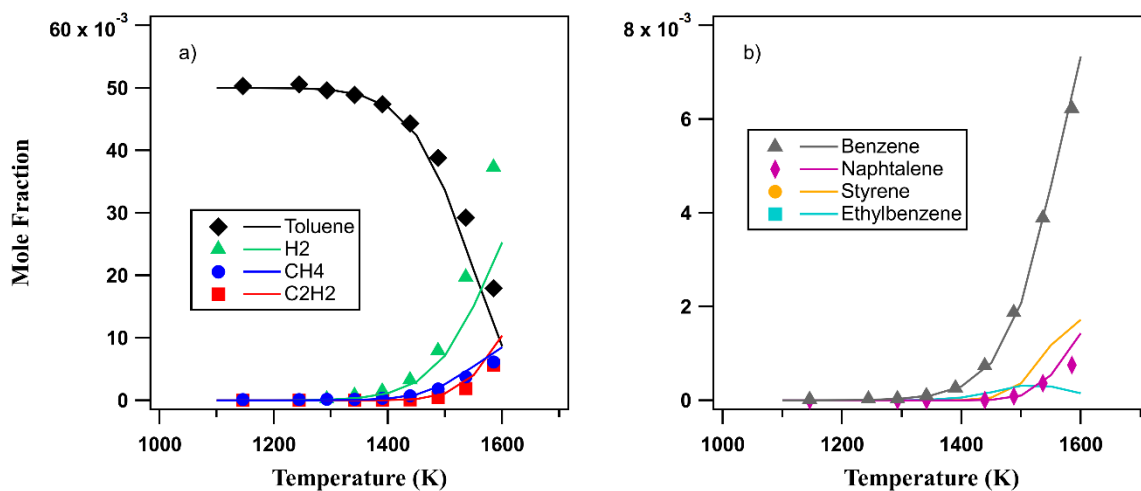 60 x 10⁻³
a)
50
40
30
20
10
0
Mole Fraction
Toluene
H2
CH4
C2H2
1000
1200
1400
1600
Temperature (K)
8 x 10⁻³
b)
6
4
2
0
Benzene
Naphtalene
Styrene
Ethylbenzene
1000
1200
1400
1600
Temperature (K)